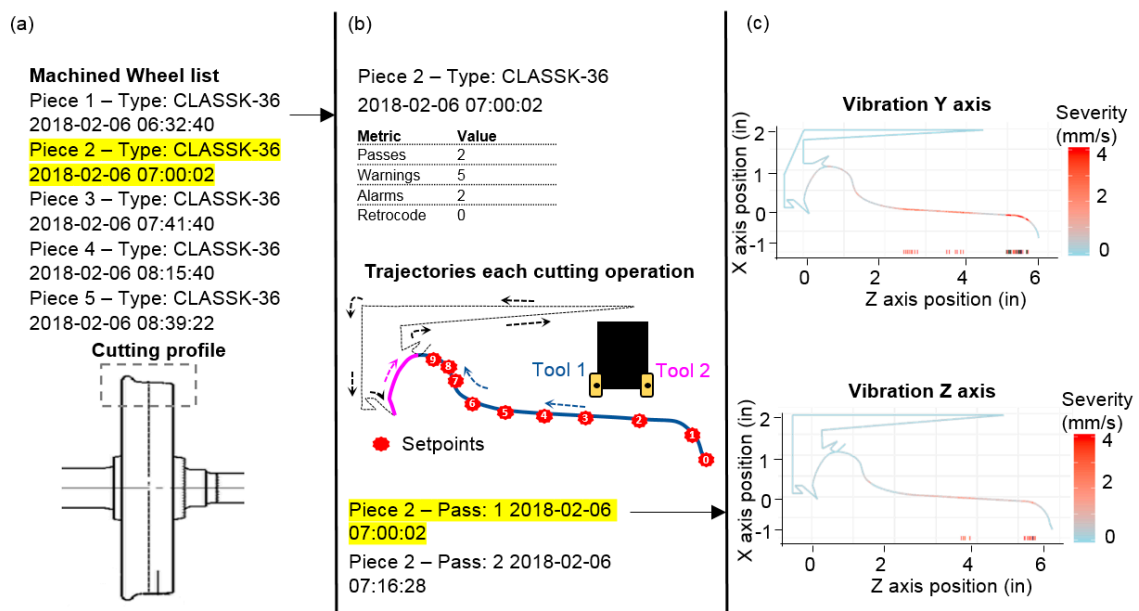 (a)
Machined Wheel list
Piece 1 – Type: CLASSK-36
2018-02-06 06:32:40
Piece 2 – Type: CLASSK-36
2018-02-06 07:00:02
Piece 3 – Type: CLASSK-36
2018-02-06 07:41:40
Piece 4 – Type: CLASSK-36
2018-02-06 08:15:40
Piece 5 – Type: CLASSK-36
2018-02-06 08:39:22
Cutting profile
(b)
Piece 2 – Type: CLASSK-36
2018-02-06 07:00:02
Metric Value
Passes 2
Warnings 5
Alarms 2
Retrocode 0
Trajectories each cutting operation
Tool 1 Tool 2
9
8
7
6
5
4
3
2
1
0
Setpoints
Piece 2 – Pass: 1 2018-02-06
07:00:02
Piece 2 – Pass: 2 2018-02-06
07:16:28
(c)
Vibration Y axis
Severity
(mm/s)
4
2
0
X axis position (in)
2
1
0
-1
0 2 4 6
Z axis position (in)
Vibration Z axis
Severity
(mm/s)
4
2
0
X axis position (in)
2
1
0
-1
0 2 4 6
Z axis position (in)